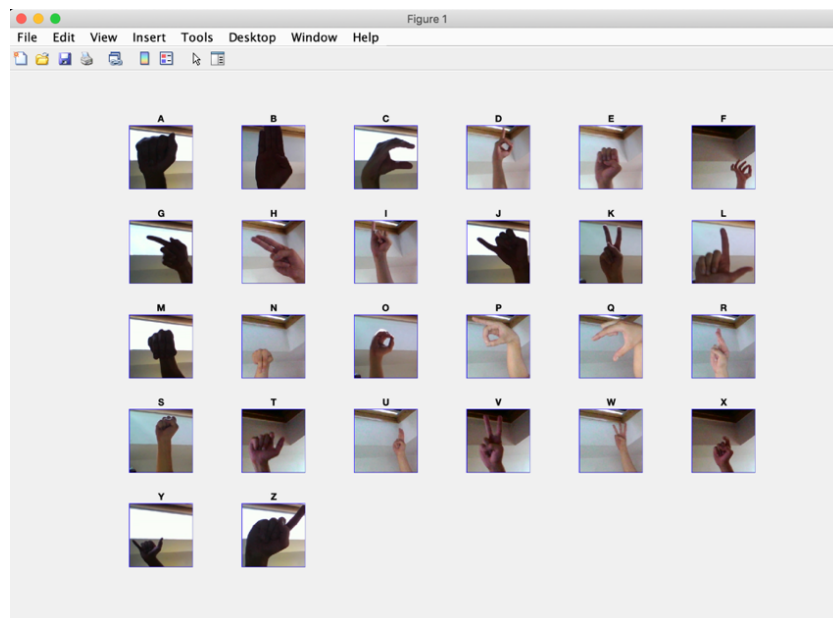 Figure 1
File Edit View Insert Tools Desktop Window Help
A B C D E F
G H I J K L
M N O P Q R
S T U V W X
Y Z